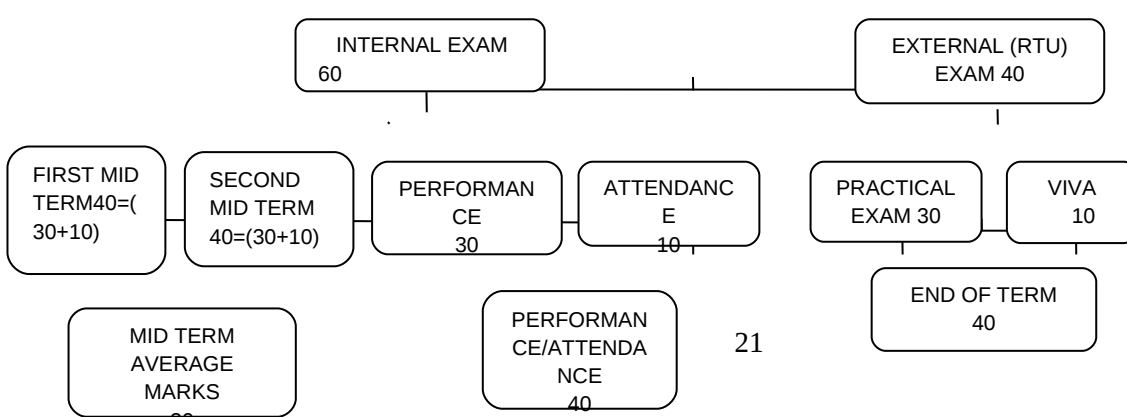 INTERNAL EXAM
60
EXTERNAL (RTU)
EXAM 40
FIRST MID
TERM40=(
30+10)
SECOND
MID TERM
40=(30+10)
PERFORMAN
CE
30
ATTENDANC
E
10
PRACTICAL
EXAM 30
VIVA
10
MID TERM
AVERAGE
MARKS
PERFORMAN
CE/ATTENDA
NCE
40
21
END OF TERM
40